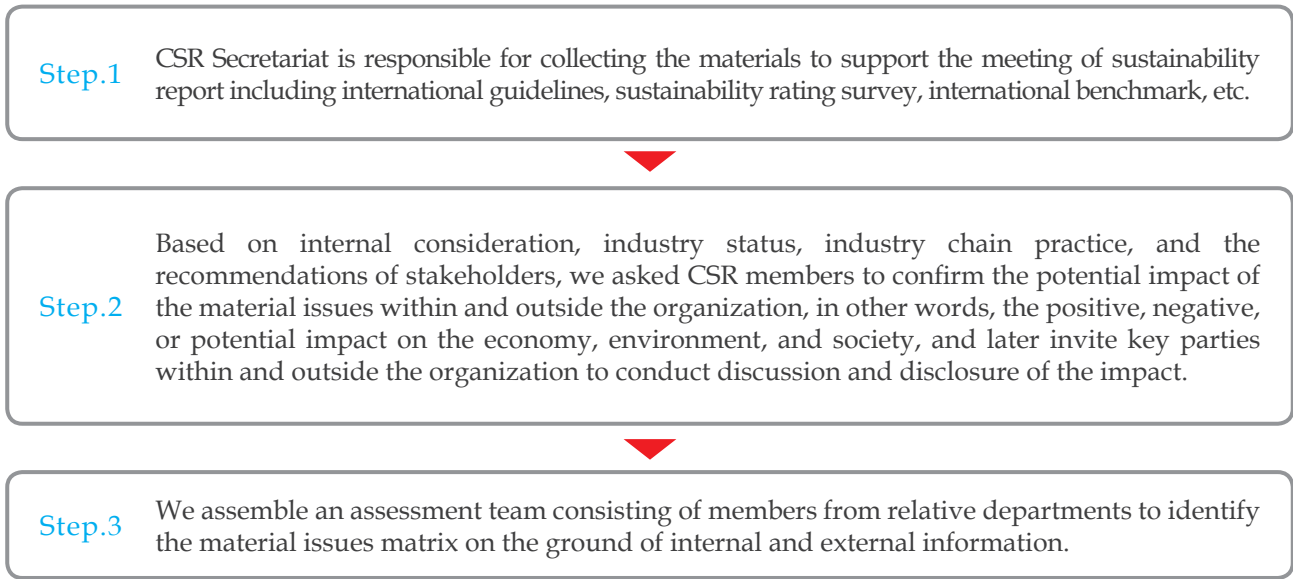 Step.1
CSR Secretariat is responsible for collecting the materials to support the meeting of sustainability
report including international guidelines, sustainability rating survey, international benchmark, etc.
Step.2
Based on internal consideration, industry status, industry chain practice, and the
recommendations of stakeholders, we asked CSR members to confirm the potential impact of
the material issues within and outside the organization, in other words, the positive, negative,
or potential impact on the economy, environment, and society, and later invite key parties
within and outside the organization to conduct discussion and disclosure of the impact.
Step.3
We assemble an assessment team consisting of members from relative departments to identify
the material issues matrix on the ground of internal and external information.